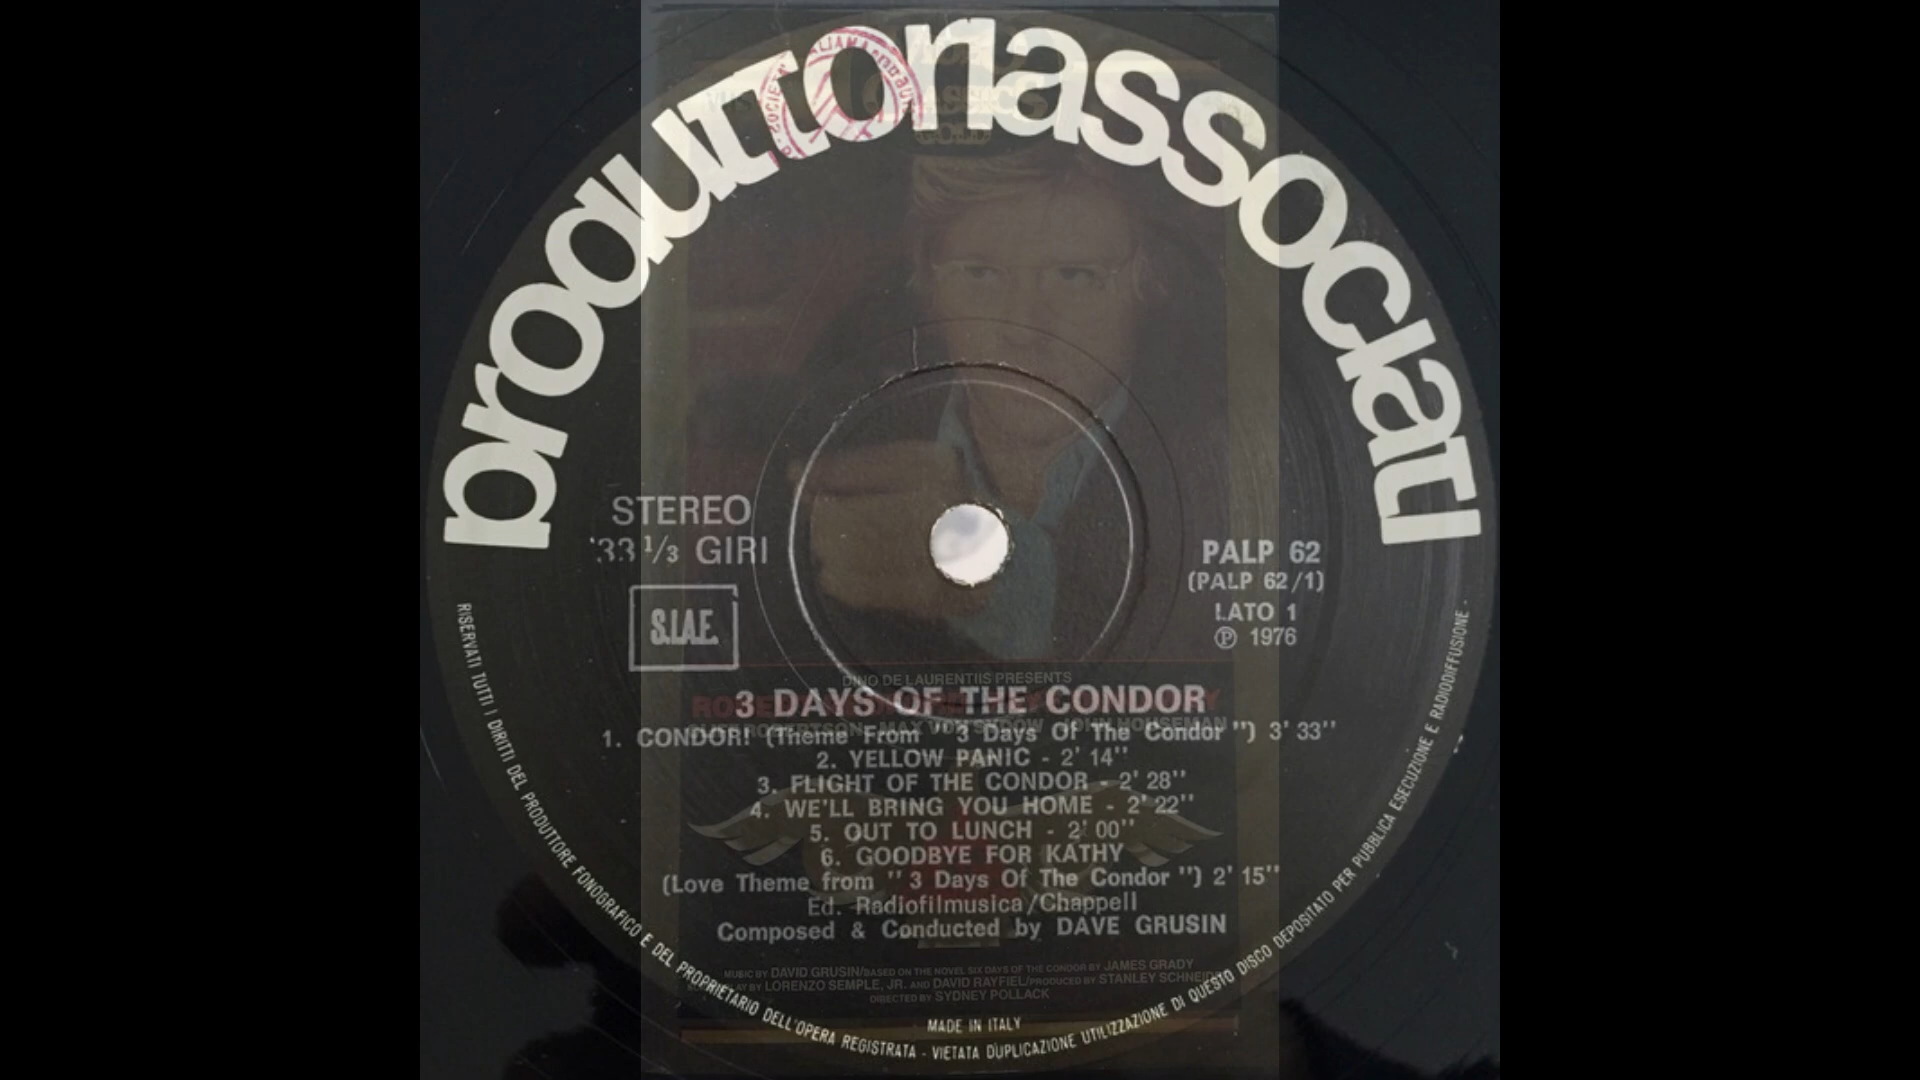 produttoriassociati
STEREO
33 1/3 GIRI
S.I.A.E.
PALP 62
(PALP 62/1)
LATO 1
℗ 1976
DINO DE LAURENTIIS PRESENTS
3 DAYS OF THE CONDOR
ROBERTSON MAX VON SYDOW JOHN HOUSEMAN
1. CONDOR! (Theme From "3 Days Of The Condor") 3'33"
2. YELLOW PANIC - 2'14"
3. FLIGHT OF THE CONDOR - 2'28"
4. WE'LL BRING YOU HOME - 2'22"
5. OUT TO LUNCH - 2'00"
6. GOODBYE FOR KATHY
(Love Theme from "3 Days Of The Condor") 2'15"
Ed. Radiofilmusica/Chappell
Composed & Conducted by DAVE GRUSIN
MUSIC BY DAVID GRUSIN/BASED ON THE NOVEL SIX DAYS OF THE CONDOR BY JAMES GRADY
BY LORENZO SEMPLE, JR. AND DAVID RAYFIEL/PRODUCED BY STANLEY
DIRECTED BY SYDNEY POLLACK
MADE IN ITALY
RISERVATI TUTTI I DIRITTI DEL PRODUTTORE FONOGRAFICO E DEL PROPRIETARIO DELL'OPERA REGISTRATA - VIETATA DUPLICAZIONE UTILIZZAZIONE DI QUESTO DISCO DEPOSITATO PER PUBBLICA ESECUZIONE E RADIODIFFUSIONE -